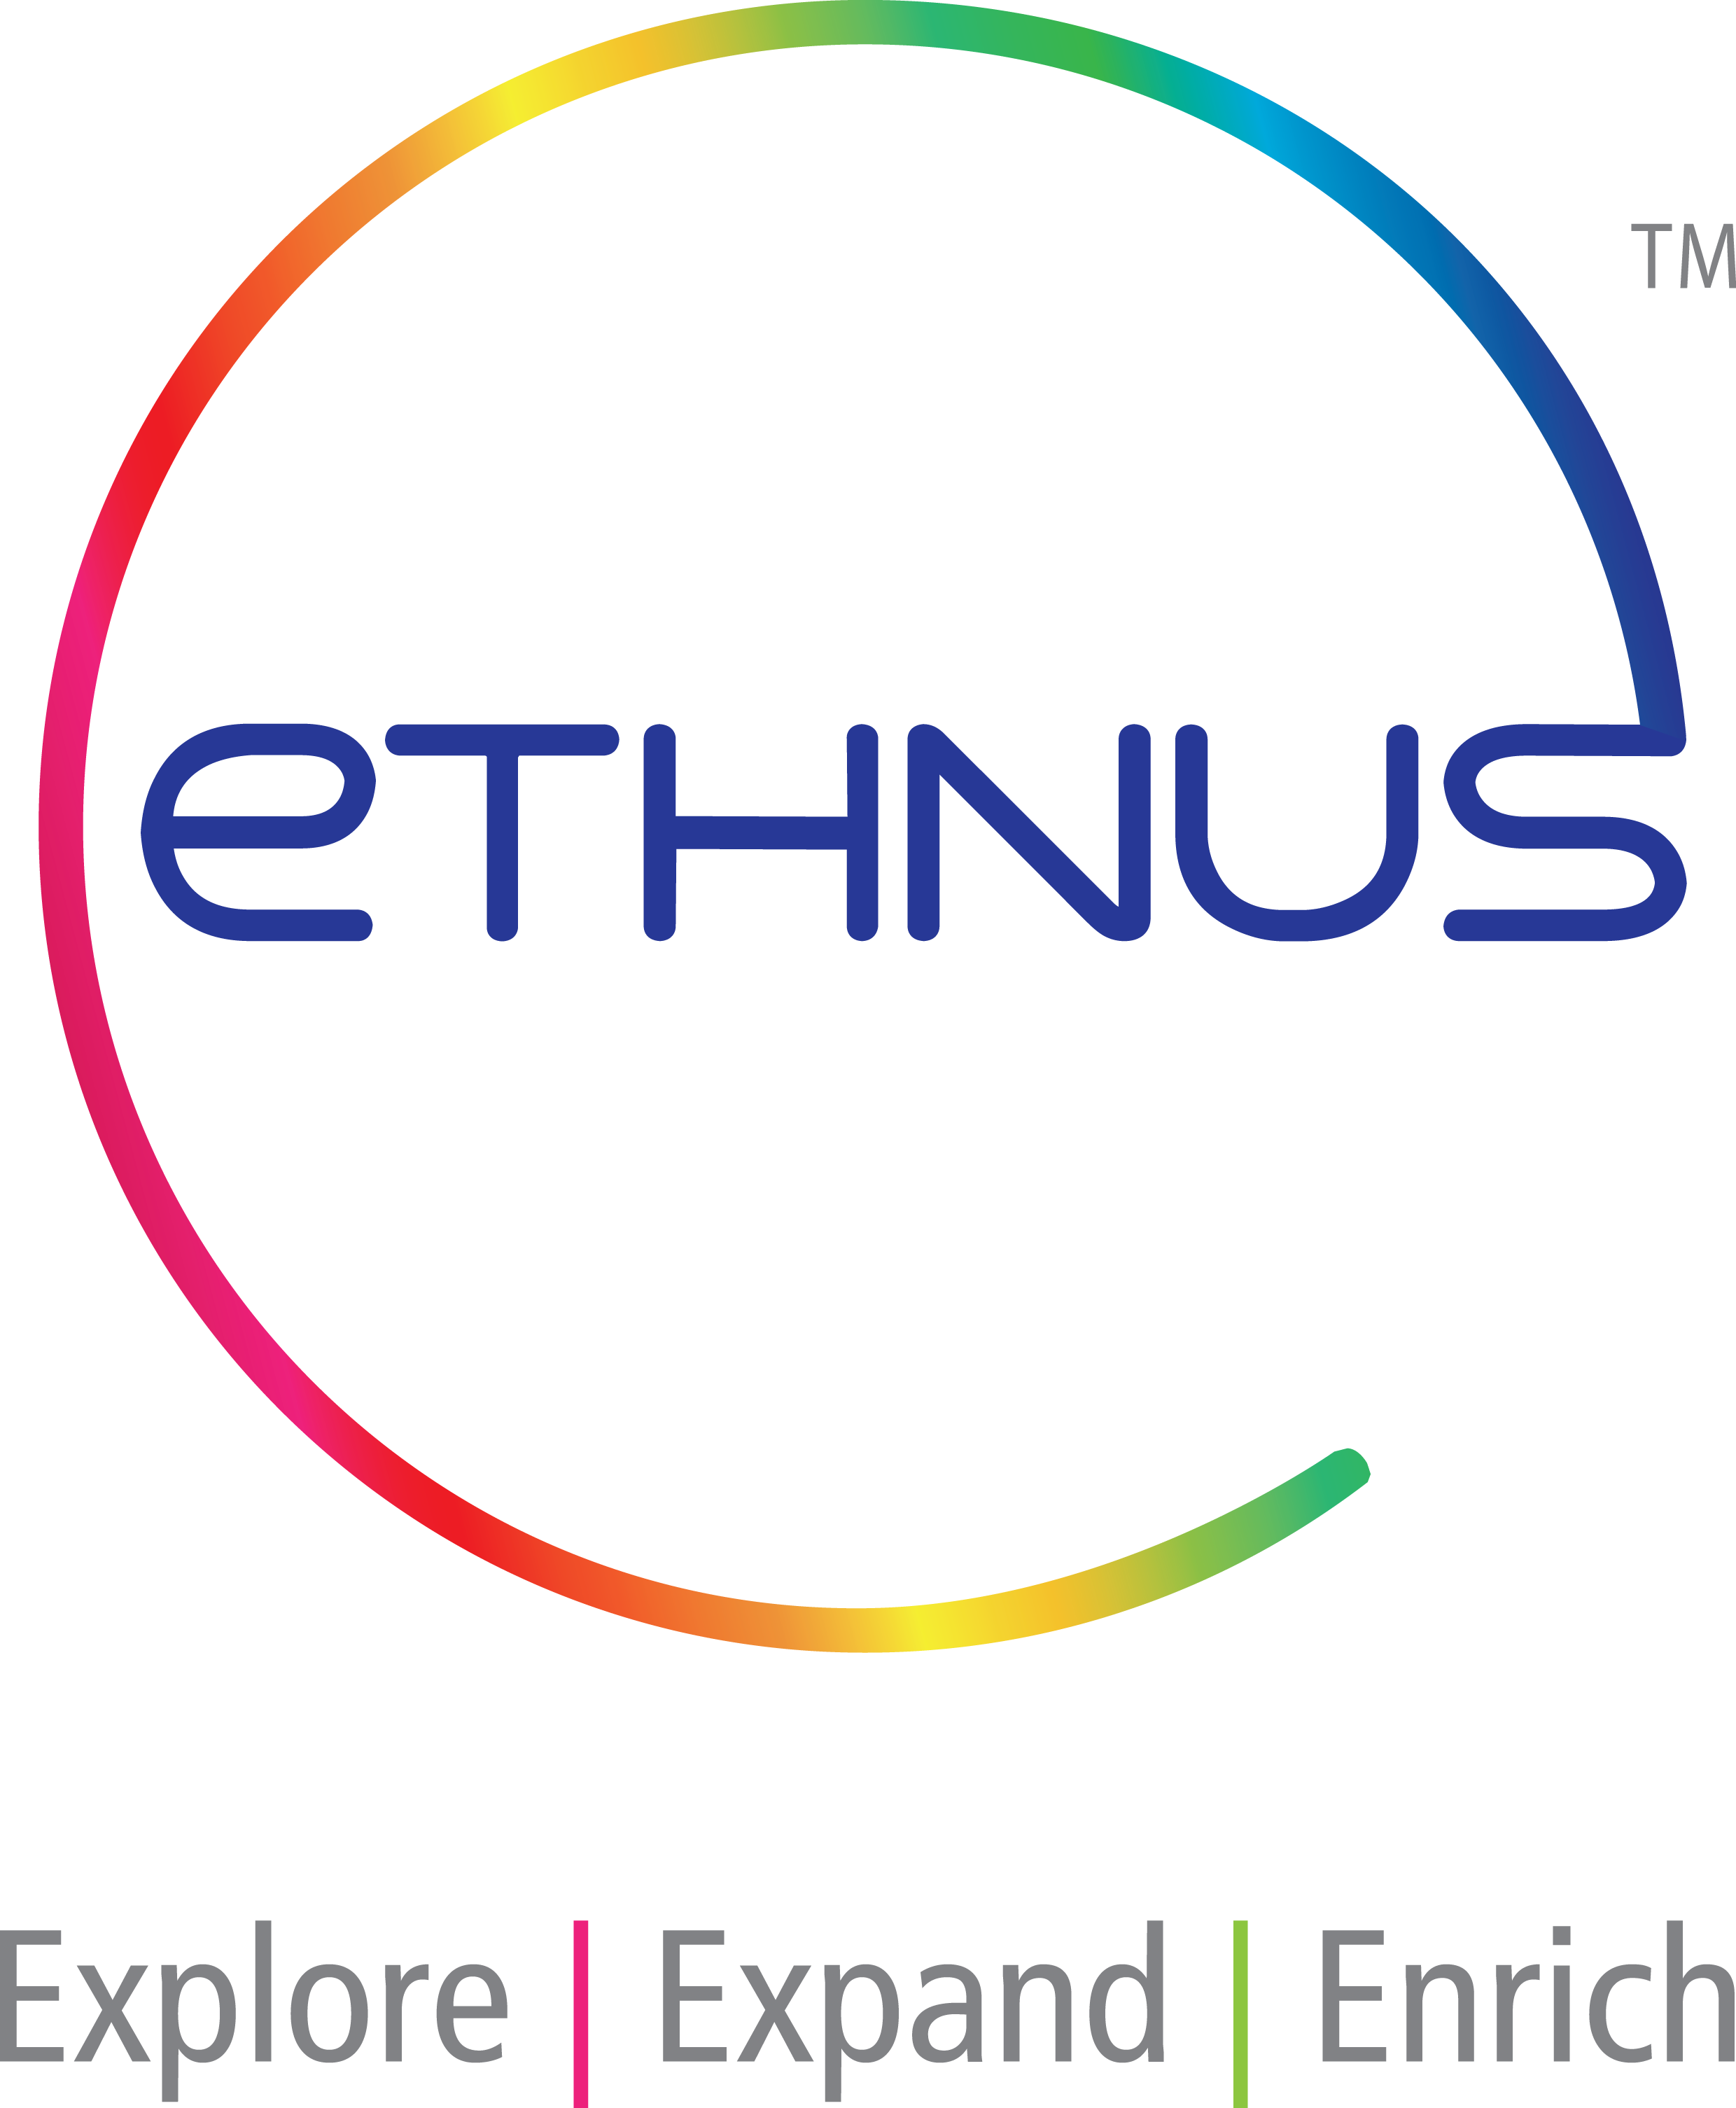 TM
eTHNUS
Explore | Expand | Enrich